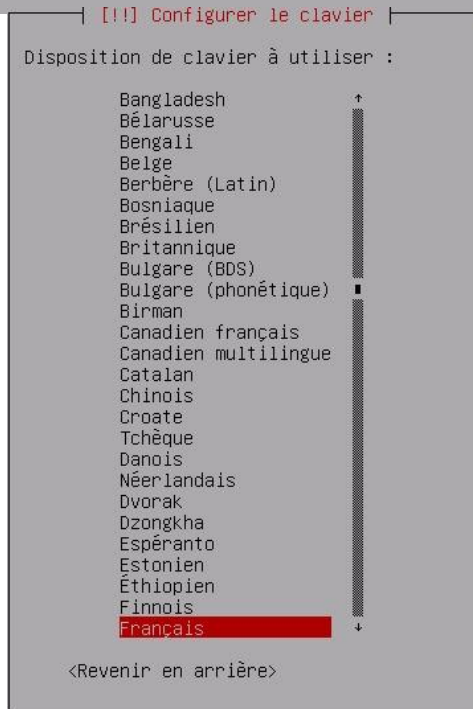 [!!] Configurer le clavier
Disposition de clavier à utiliser :
Bangladesh
Bélarusse
Bengali
Belge
Berbère (Latin)
Bosniaque
Brésilien
Britannique
Bulgare (BDS)
Bulgare (phonétique)
Birman
Canadien français
Canadien multilingue
Catalan
Chinois
Croate
Tchèque
Danois
Néerlandais
Dvorak
Dzongkha
Espéranto
Estonien
Éthiopien
Finnois
Français
<Revenir en arrière>